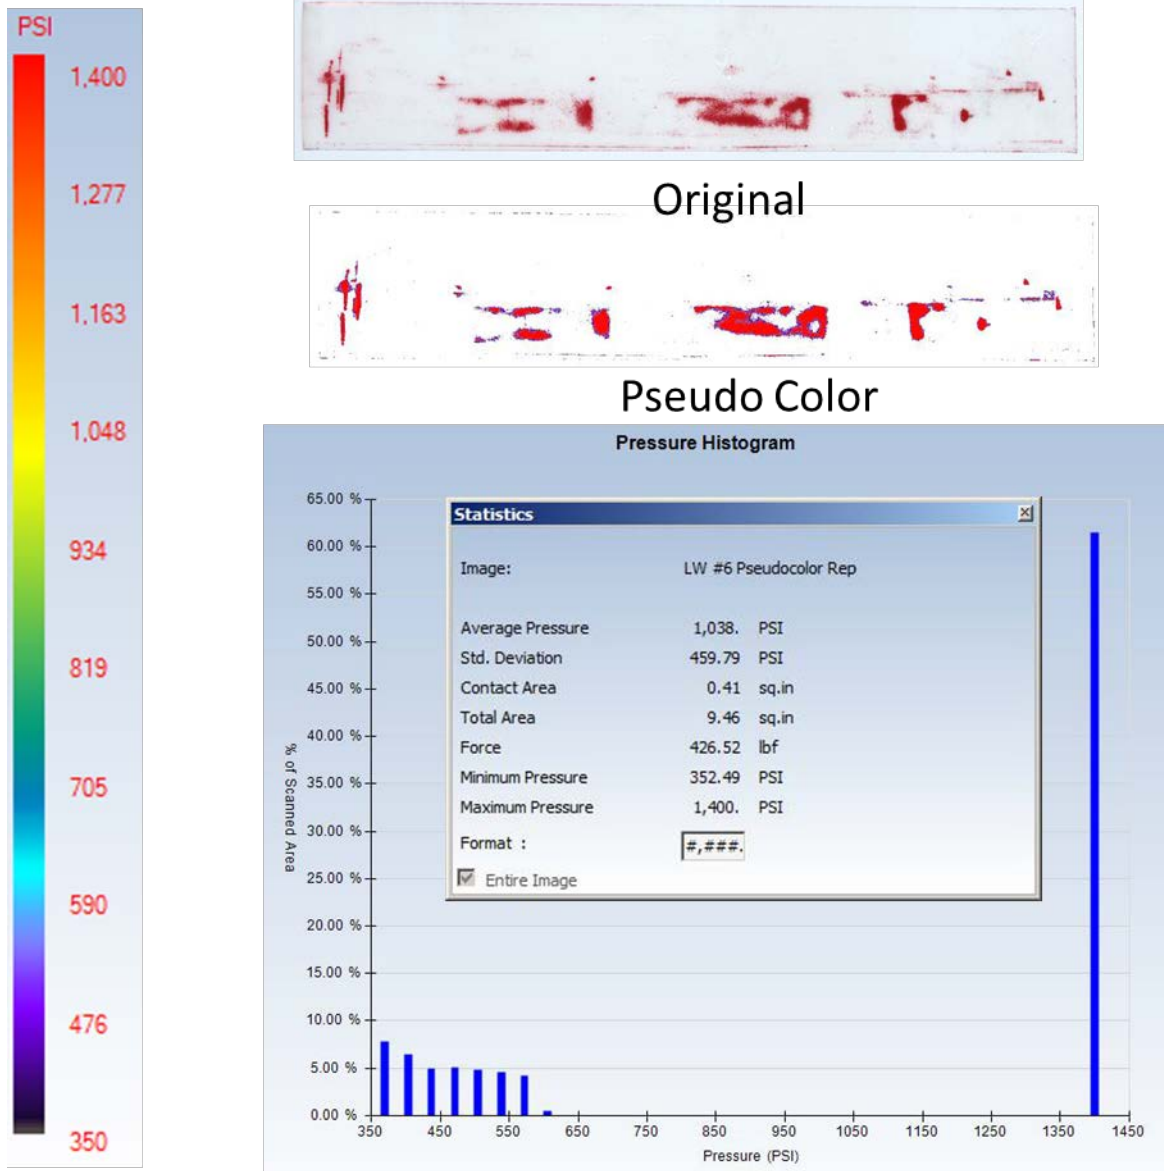 PSI
1,400
1,277
1,163
1,048
934
819
705
590
476
350
Original
Pseudo Color
Pressure Histogram
65.00 %
60.00 %
55.00 %
50.00 %
45.00 %
40.00 %
35.00 %
30.00 %
25.00 %
20.00 %
15.00 %
10.00 %
5.00 %
0.00 %
% of Scanned Area
Statistics
Image: LW #6 Pseudocolor Rep
Average Pressure 1,038. PSI
Std. Deviation 459.79 PSI
Contact Area 0.41 sq.in
Total Area 9.46 sq.in
Force 426.52 lbf
Minimum Pressure 352.49 PSI
Maximum Pressure 1,400. PSI
Format : #,###.
Entire Image
350 450 550 650 750 850 950 1050 1150 1250 1350 1450
Pressure (PSI)